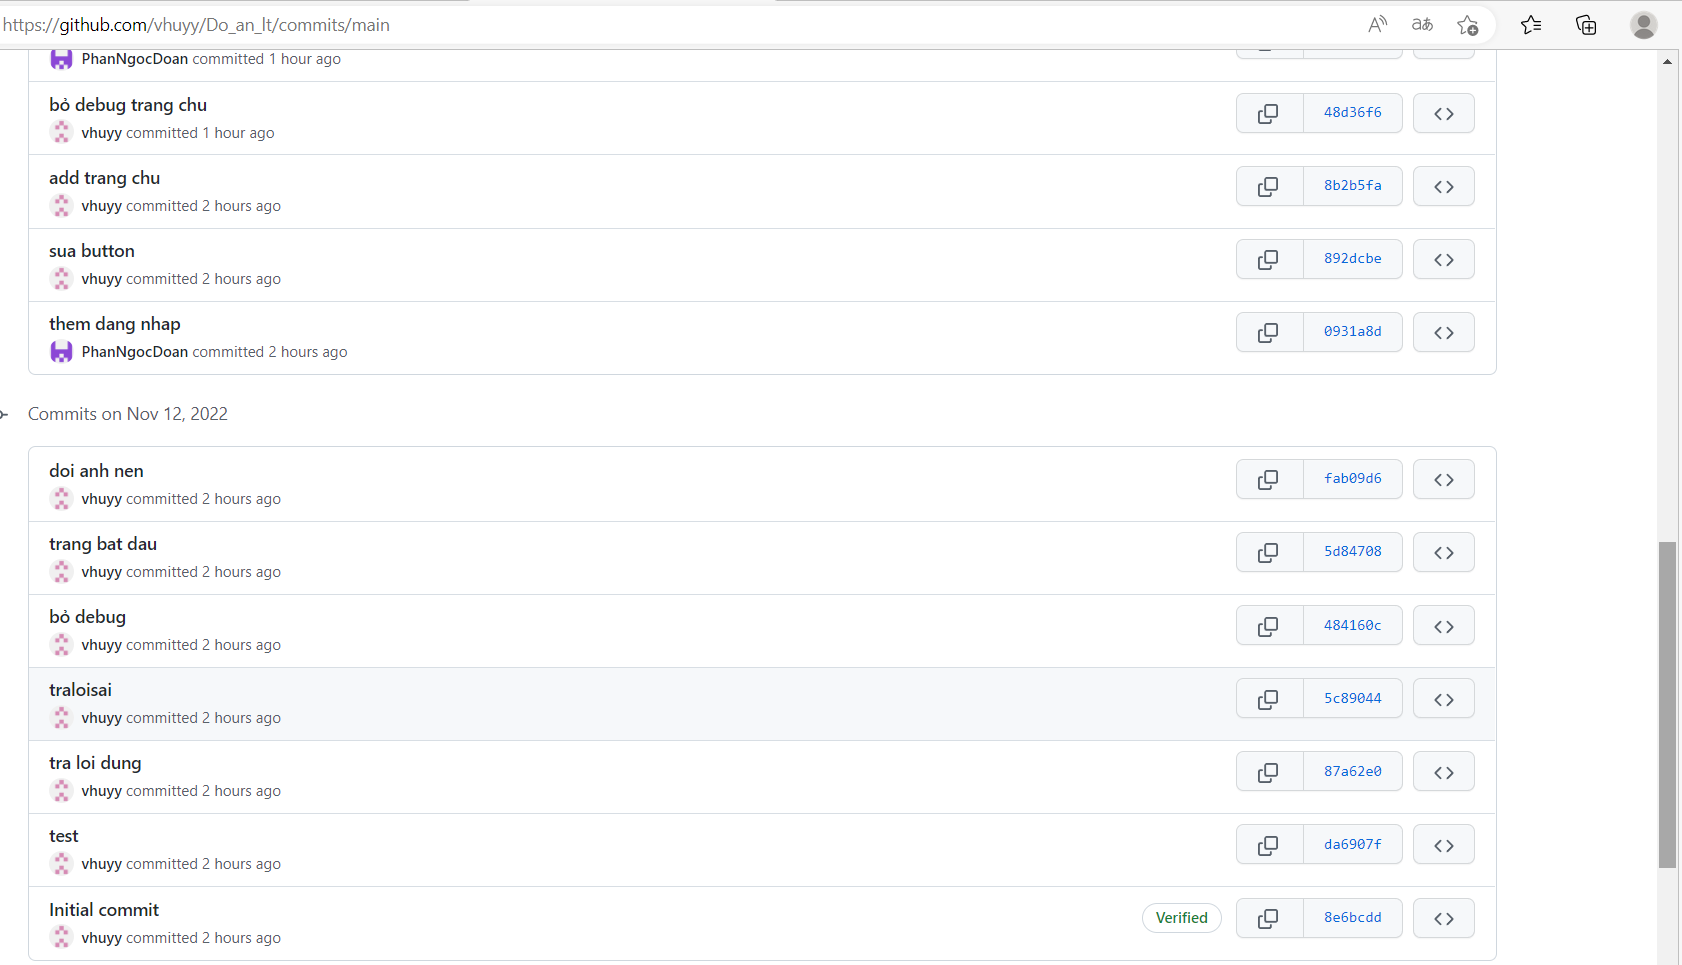 https://github.com/vhuyy/Do_an_lt/commits/main
PhanNgocDoan committed 1 hour ago
bỏ debug trang chu
vhuyy committed 1 hour ago
48d36f6
add trang chu
vhuyy committed 2 hours ago
8b2b5fa
sua button
vhuyy committed 2 hours ago
892dcbe
them dang nhap
PhanNgocDoan committed 2 hours ago
0931a8d
Commits on Nov 12, 2022
doi anh nen
vhuyy committed 2 hours ago
fab09d6
trang bat dau
vhuyy committed 2 hours ago
5d84708
bỏ debug
vhuyy committed 2 hours ago
484160c
traloisai
vhuyy committed 2 hours ago
5c89044
tra loi dung
vhuyy committed 2 hours ago
87a62e0
test
vhuyy committed 2 hours ago
da6907f
Initial commit
vhuyy committed 2 hours ago
Verified
8e6bcdd